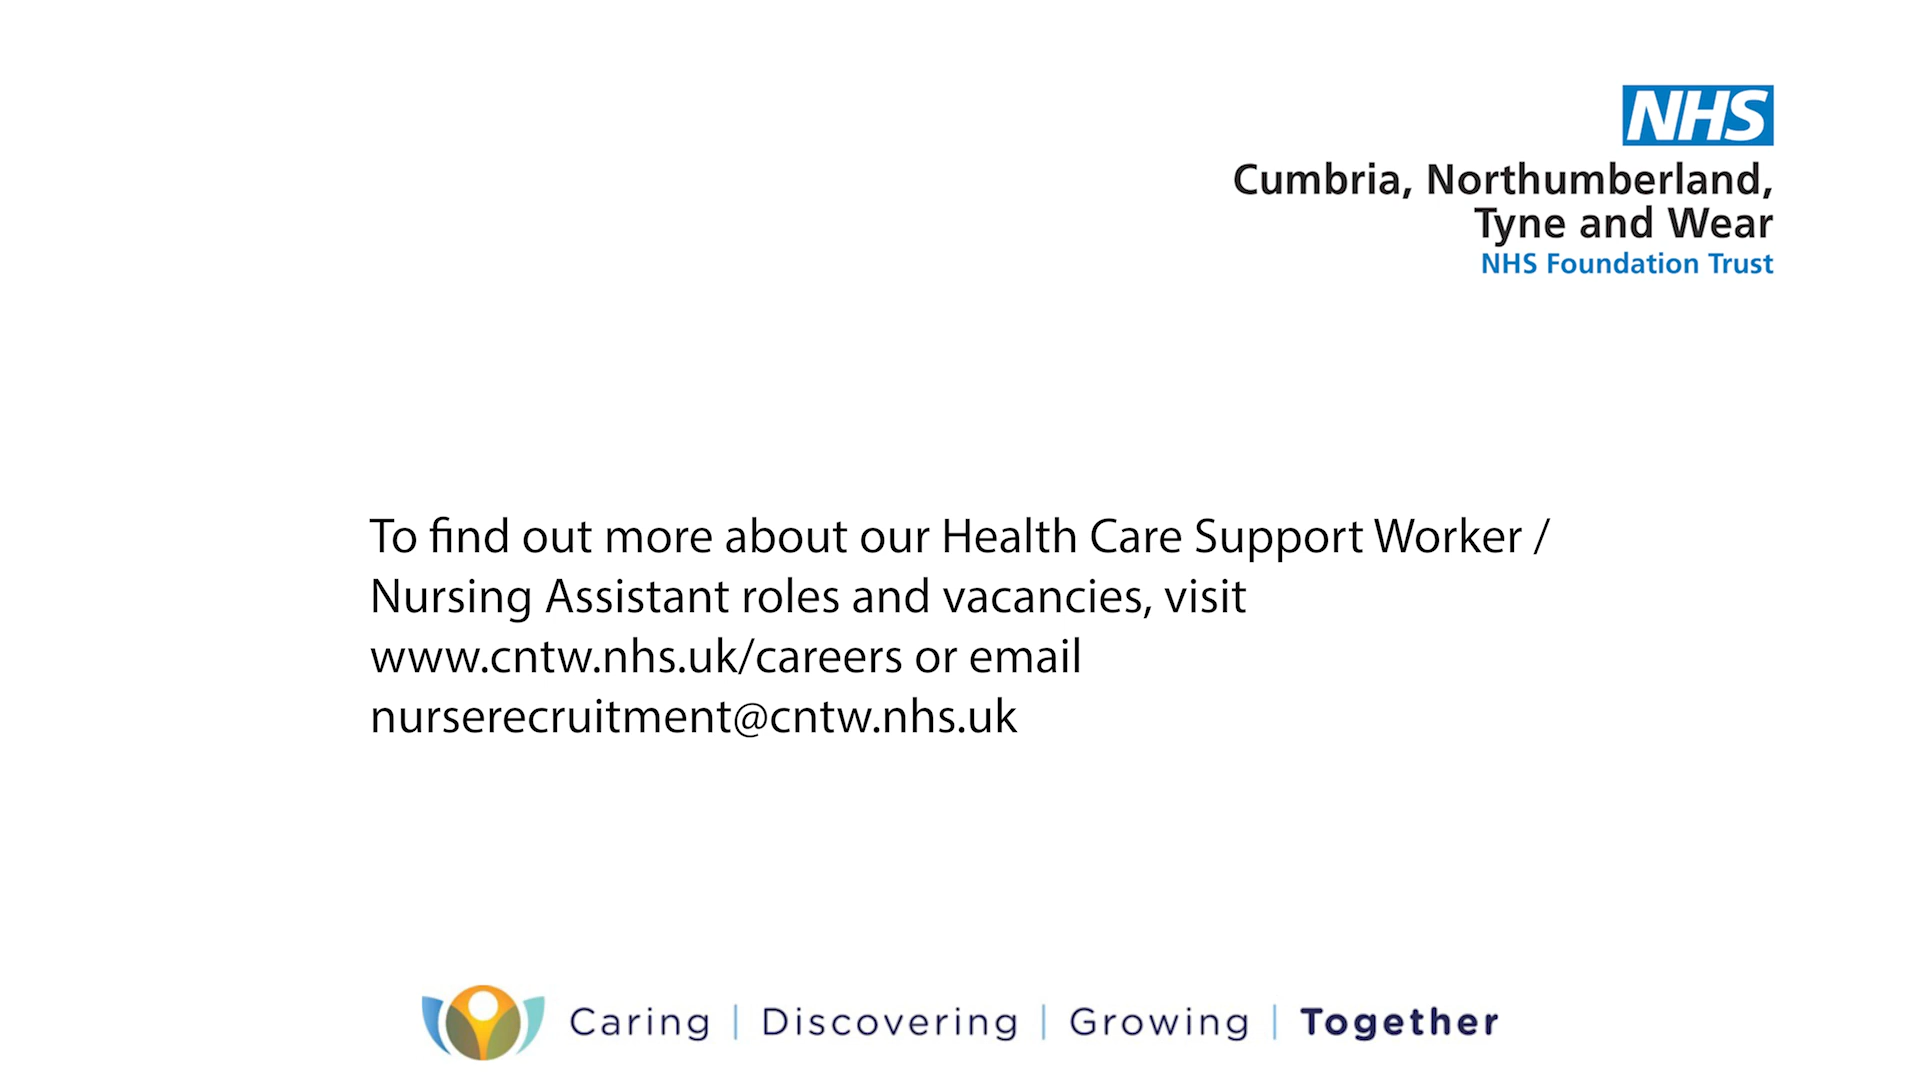 NHS
Cumbria, Northumberland,
Tyne and Wear
NHS Foundation Trust
To find out more about our Health Care Support Worker /
Nursing Assistant roles and vacancies, visit
www.cntw.nhs.uk/careers or email
nurserecruitment@cntw.nhs.uk
Caring | Discovering | Growing | Together